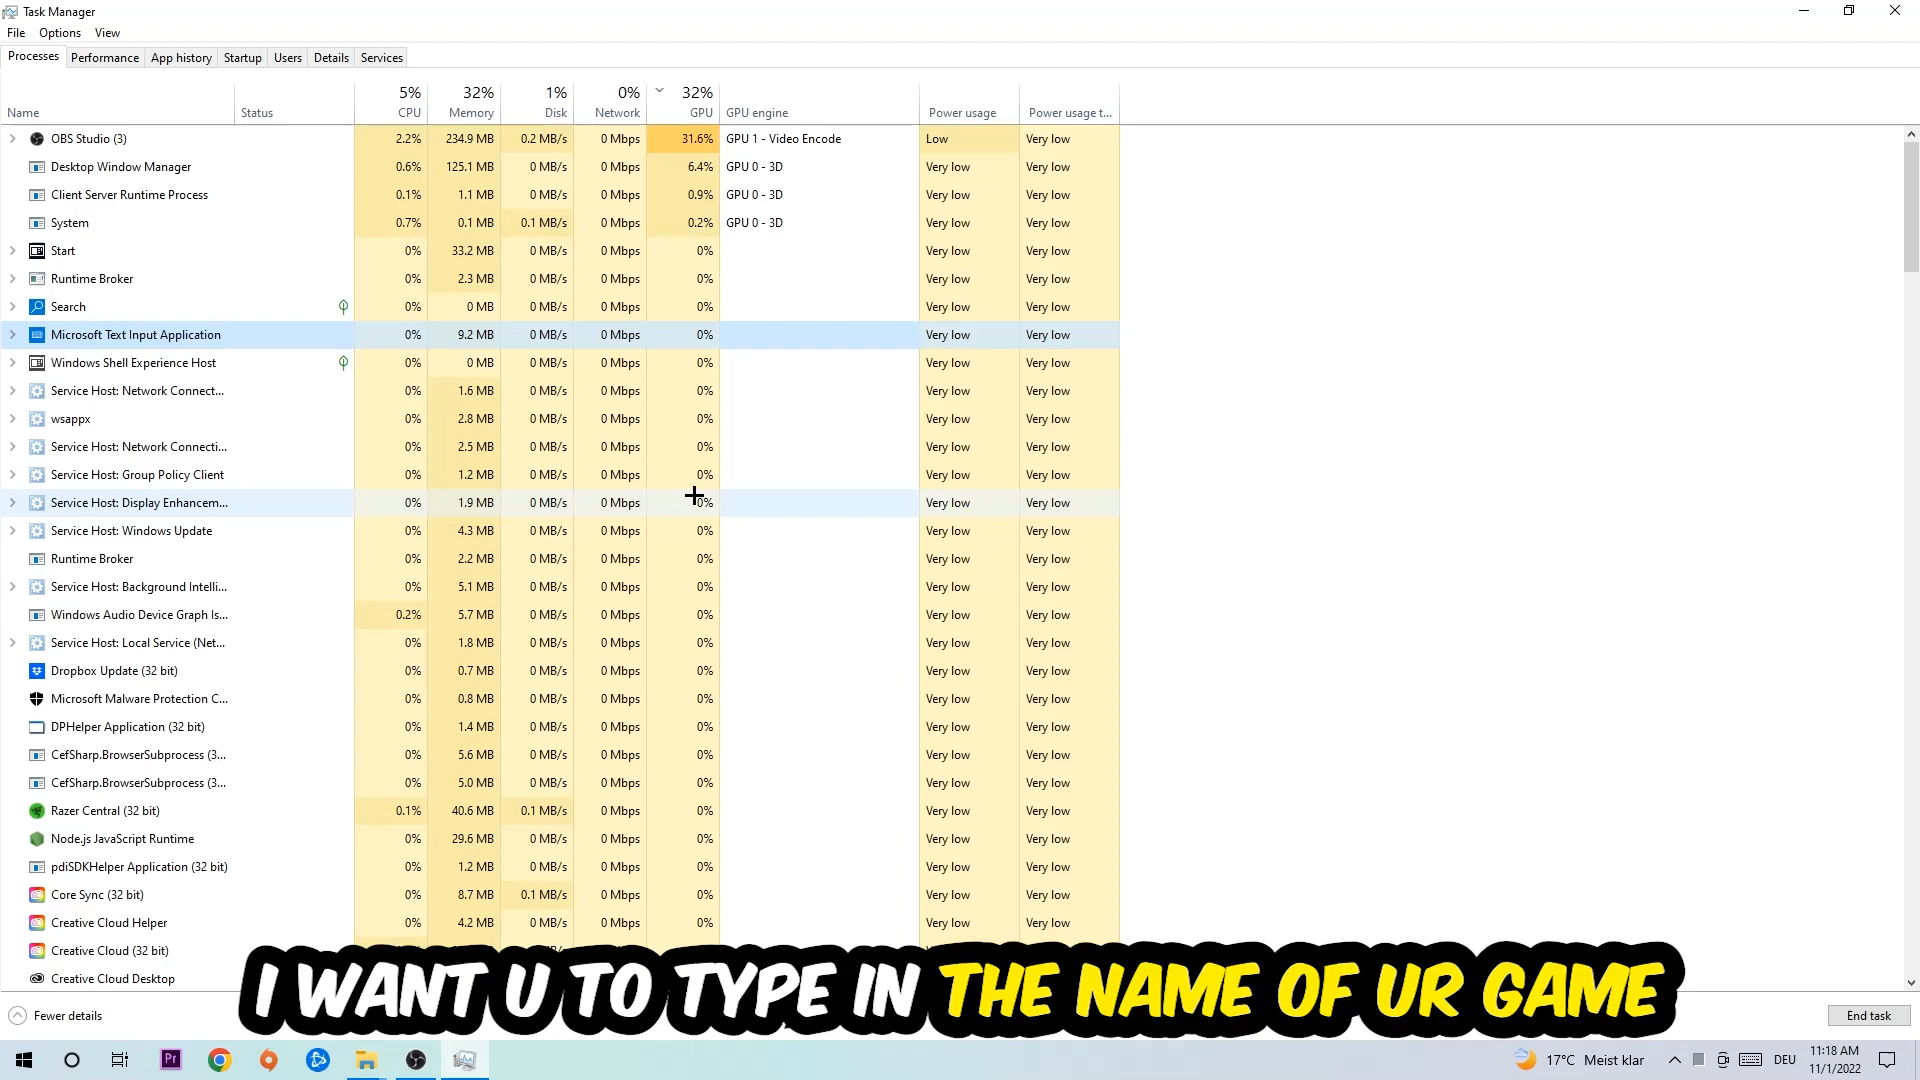 Task Manager
File Options View
Processes Performance App history Startup Users Details Services
5% 32% 1% 0% 32%
Name Status CPU Memory Disk Network GPU GPU engine Power usage Power usage t...
OBS Studio (3) 2.2% 234.9 MB 0.2 MB/s 0 Mbps 31.6% GPU 1 - Video Encode Low Very low
Desktop Window Manager 0.6% 125.1 MB 0 MB/s 0 Mbps 6.4% GPU 0 - 3D Very low Very low
Client Server Runtime Process 0.1% 1.1 MB 0 MB/s 0 Mbps 0.9% GPU 0 - 3D Very low Very low
System 0.7% 0.1 MB 0.1 MB/s 0 Mbps 0.2% GPU 0 - 3D Very low Very low
Start 0% 33.2 MB 0 MB/s 0 Mbps 0% Very low Very low
Runtime Broker 0% 2.3 MB 0 MB/s 0 Mbps 0% Very low Very low
Search 0% 0 MB 0 MB/s 0 Mbps 0% Very low Very low
Microsoft Text Input Application 0% 9.2 MB 0 MB/s 0 Mbps 0% Very low Very low
Windows Shell Experience Host 0% 0 MB 0 MB/s 0 Mbps 0% Very low Very low
Service Host: Network Connect... 0% 1.6 MB 0 MB/s 0 Mbps 0% Very low Very low
wsappx 0% 2.8 MB 0 MB/s 0 Mbps 0% Very low Very low
Service Host: Network Connecti... 0% 2.5 MB 0 MB/s 0 Mbps 0% Very low Very low
Service Host: Group Policy Client 0% 1.2 MB 0 MB/s 0 Mbps 0% Very low Very low
Service Host: Display Enhancem... 0% 1.9 MB 0 MB/s 0 Mbps 0% Very low Very low
Service Host: Windows Update 0% 4.3 MB 0 MB/s 0 Mbps 0% Very low Very low
Runtime Broker 0% 2.2 MB 0 MB/s 0 Mbps 0% Very low Very low
Service Host: Background Intelli... 0% 5.1 MB 0 MB/s 0 Mbps 0% Very low Very low
Windows Audio Device Graph Is... 0.2% 5.7 MB 0 MB/s 0 Mbps 0% Very low Very low
Service Host: Local Service (Net... 0% 1.8 MB 0 MB/s 0 Mbps 0% Very low Very low
Dropbox Update (32 bit) 0% 0.7 MB 0 MB/s 0 Mbps 0% Very low Very low
Microsoft Malware Protection C... 0% 0.8 MB 0 MB/s 0 Mbps 0% Very low Very low
DPHelper Application (32 bit) 0% 1.4 MB 0 MB/s 0 Mbps 0% Very low Very low
CefSharp.BrowserSubprocess (3... 0% 5.6 MB 0 MB/s 0 Mbps 0% Very low Very low
CefSharp.BrowserSubprocess (3... 0% 5.0 MB 0 MB/s 0 Mbps 0% Very low Very low
Razer Central (32 bit) 0.1% 40.6 MB 0.1 MB/s 0 Mbps 0% Very low Very low
Node.js JavaScript Runtime 0% 29.6 MB 0 MB/s 0 Mbps 0% Very low Very low
pdiSDKHelper Application (32 bit) 0% 1.2 MB 0 MB/s 0 Mbps 0% Very low Very low
Core Sync (32 bit) 0% 8.7 MB 0.1 MB/s 0 Mbps 0% Very low Very low
Creative Cloud Helper 0% 4.2 MB 0 MB/s 0 Mbps 0% Very low Very low
Creative Cloud (32 bit)
Creative Cloud Desktop
I WANT U TO TYPE IN THE NAME OF UR GAME
Fewer details End task
Pr 17°C Meist klar DEU 11:18 AM
11/1/2022